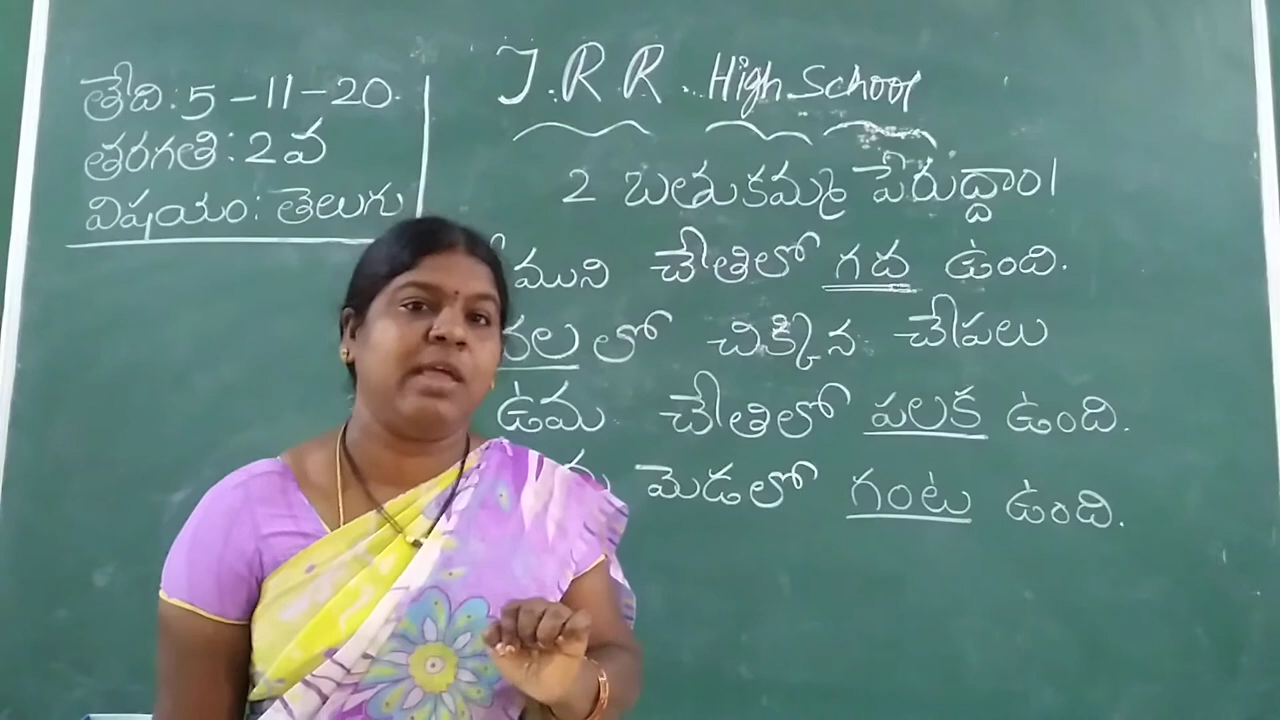 తేది: 5-11-20.
తరగతి: 2వ
విషయం: తెలుగు
J.R.R. High School
2 బతుకమ్మ పేరుద్దాం
ముని చేతిలో గద ఉంది.
వలలో చిక్కిన చేపలు
ఉమ చేతిలో పలక ఉంది.
మెడలో గంట ఉంది.